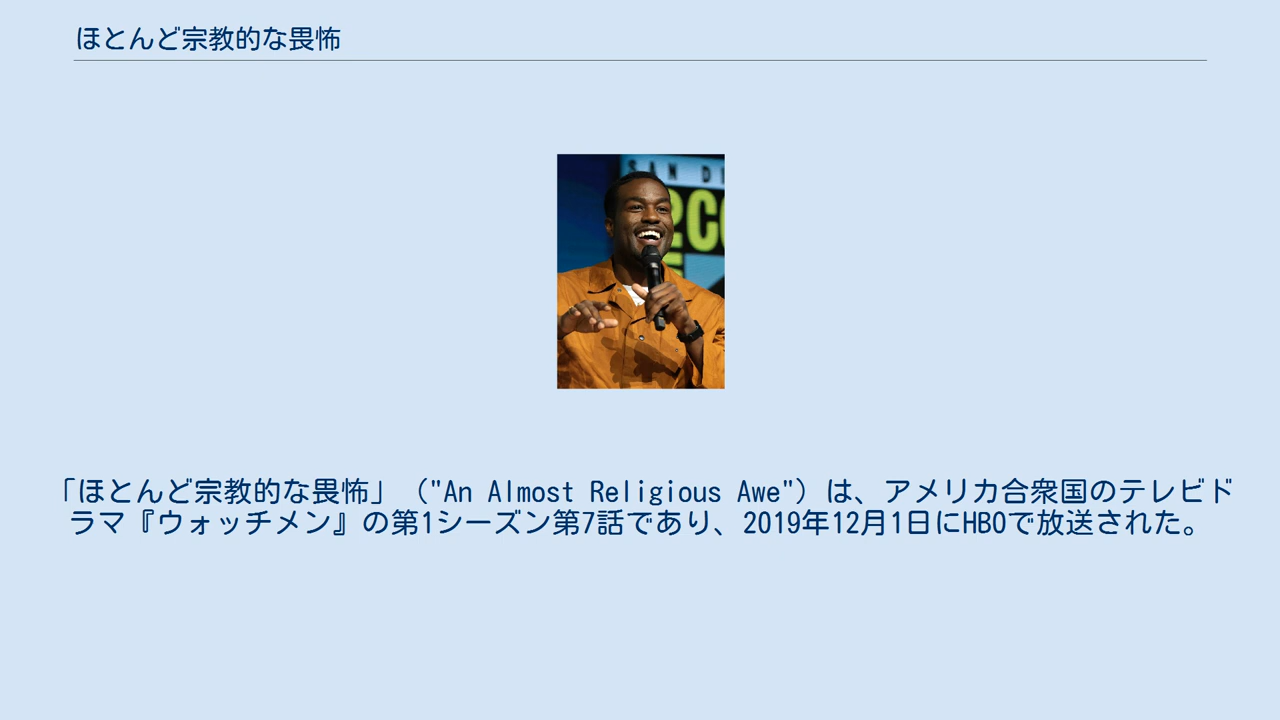 ほとんど宗教的な畏怖
SAN DI
2CO
「ほとんど宗教的な畏怖」（"An Almost Religious Awe"）は、アメリカ合衆国のテレビド
ラマ『ウォッチメン』の第1シーズン第7話であり、2019年12月1日にHBOで放送された。